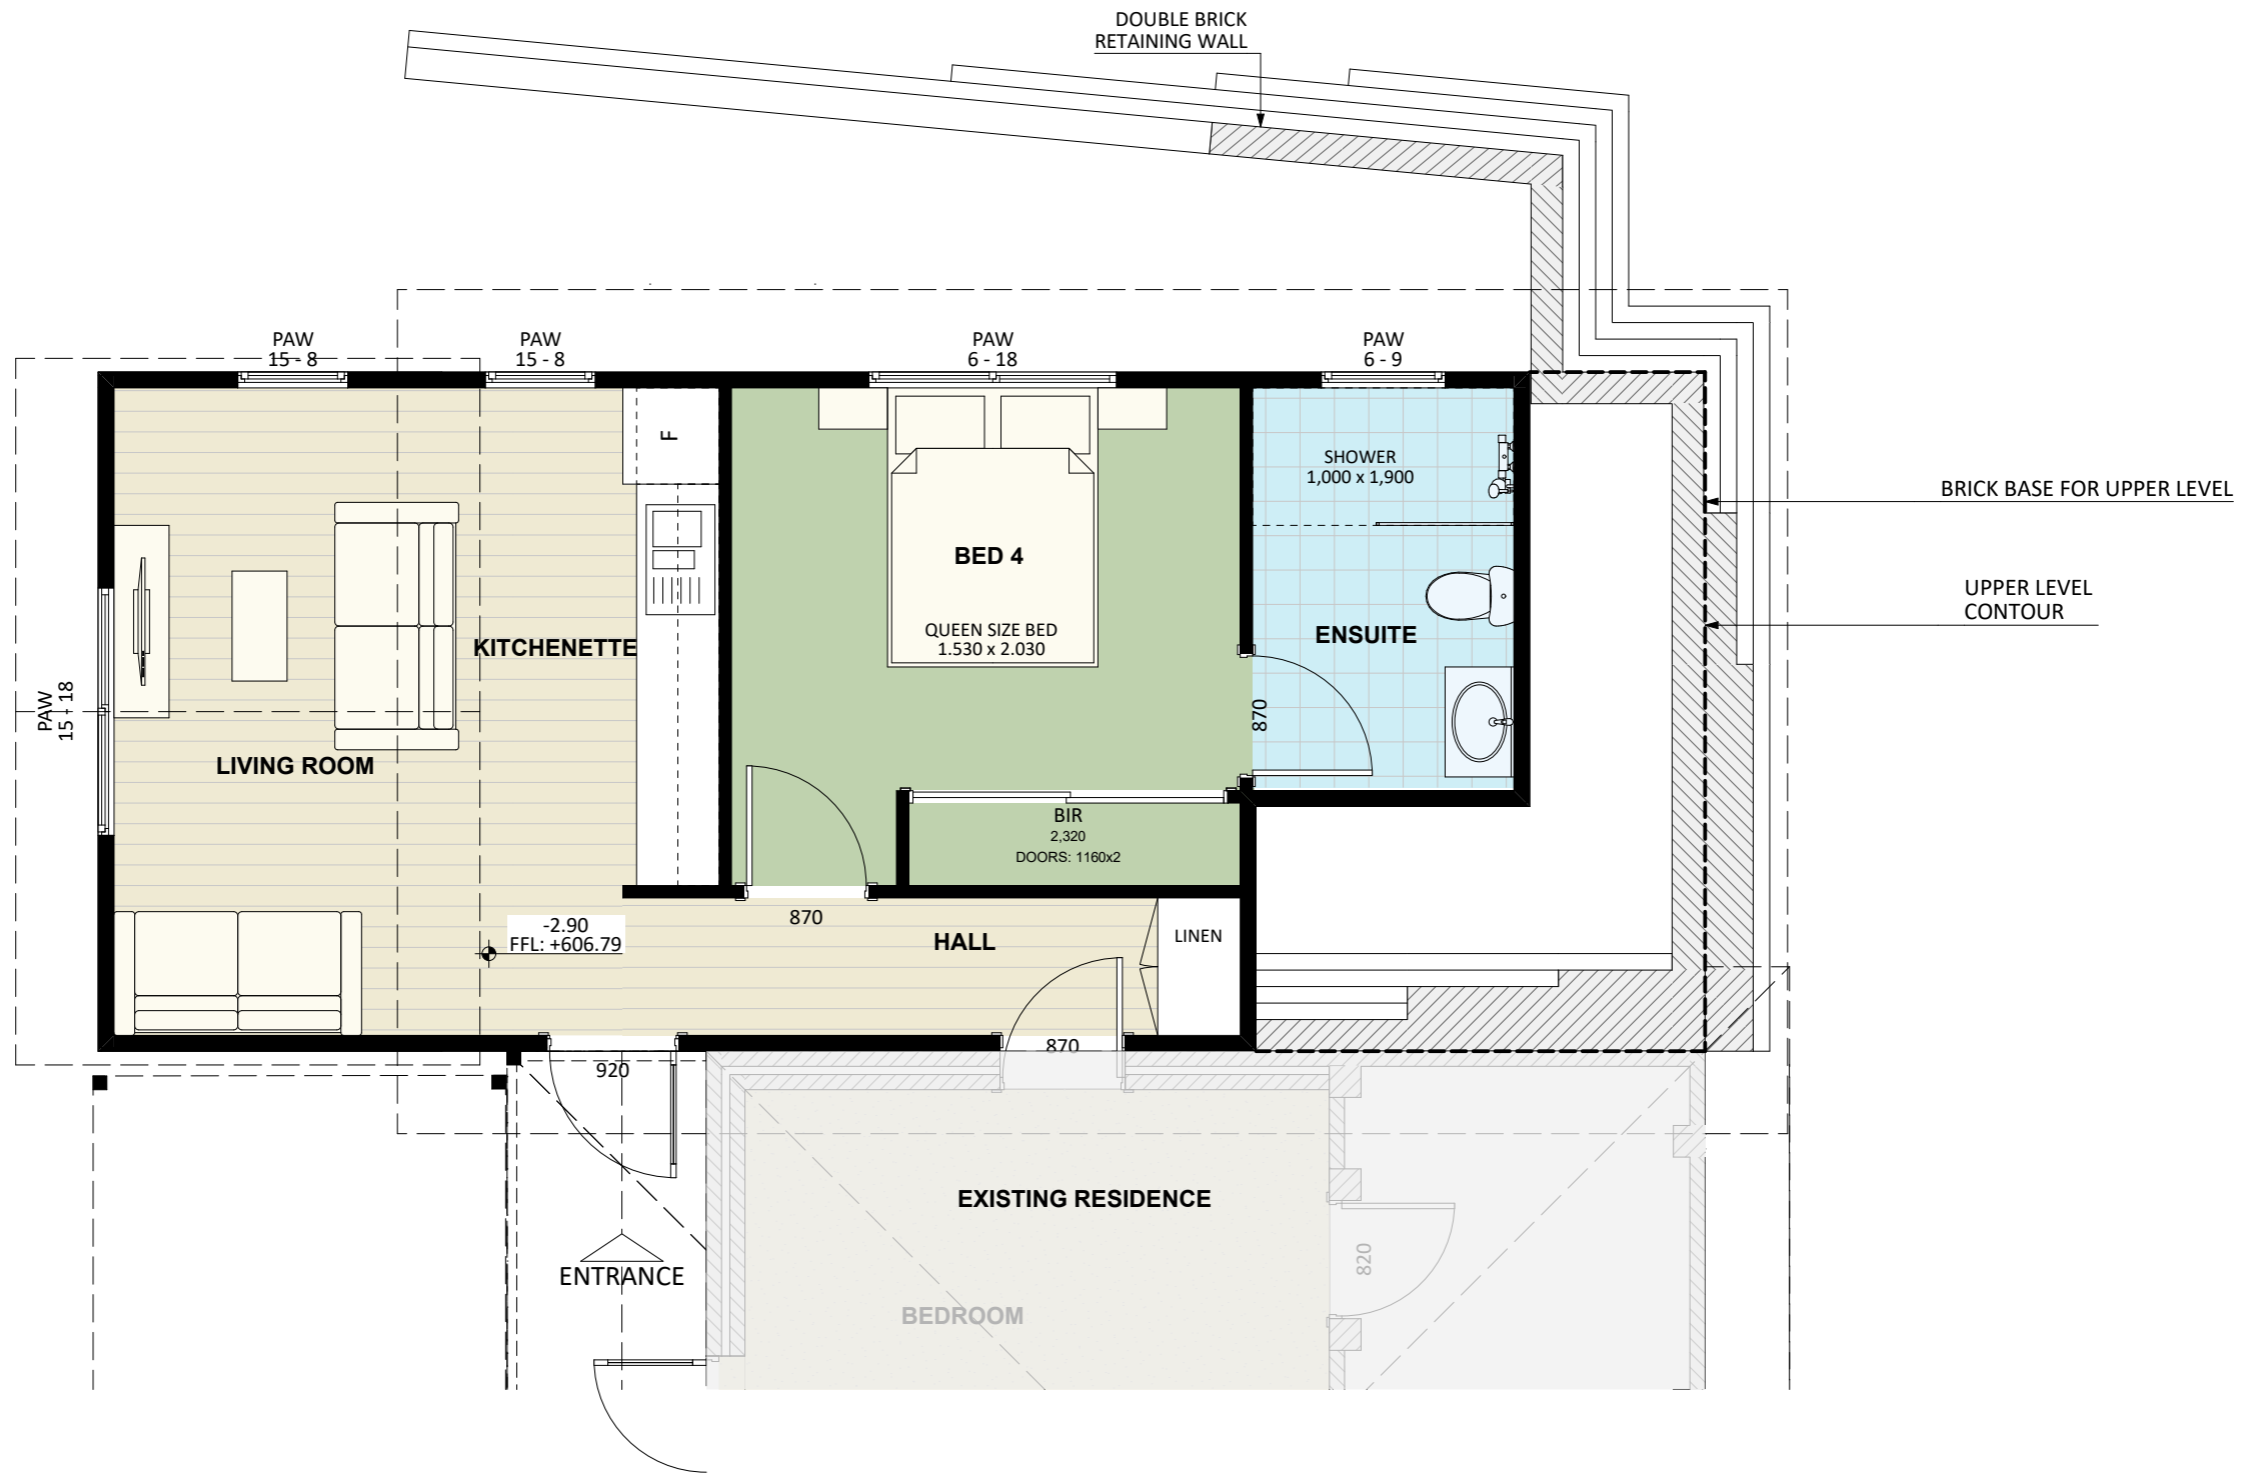 DOUBLE BRICK
RETAINING WALL
PAW
15 - 8
PAW
15 - 8
PAW
6 - 18
PAW
6 - 9
F
SHOWER
1,000 x 1,900
BRICK BASE FOR UPPER LEVEL
BED 4
UPPER LEVEL
CONTOUR
QUEEN SIZE BED
1.530 x 2.030
ENSUITE
KITCHENETTE
PAW
15 - 18
870
LIVING ROOM
BIR
2,320
DOORS: 1160x2
870
-2.90
FFL: +606.79
HALL
LINEN
870
920
EXISTING RESIDENCE
820
ENTRANCE
BEDROOM